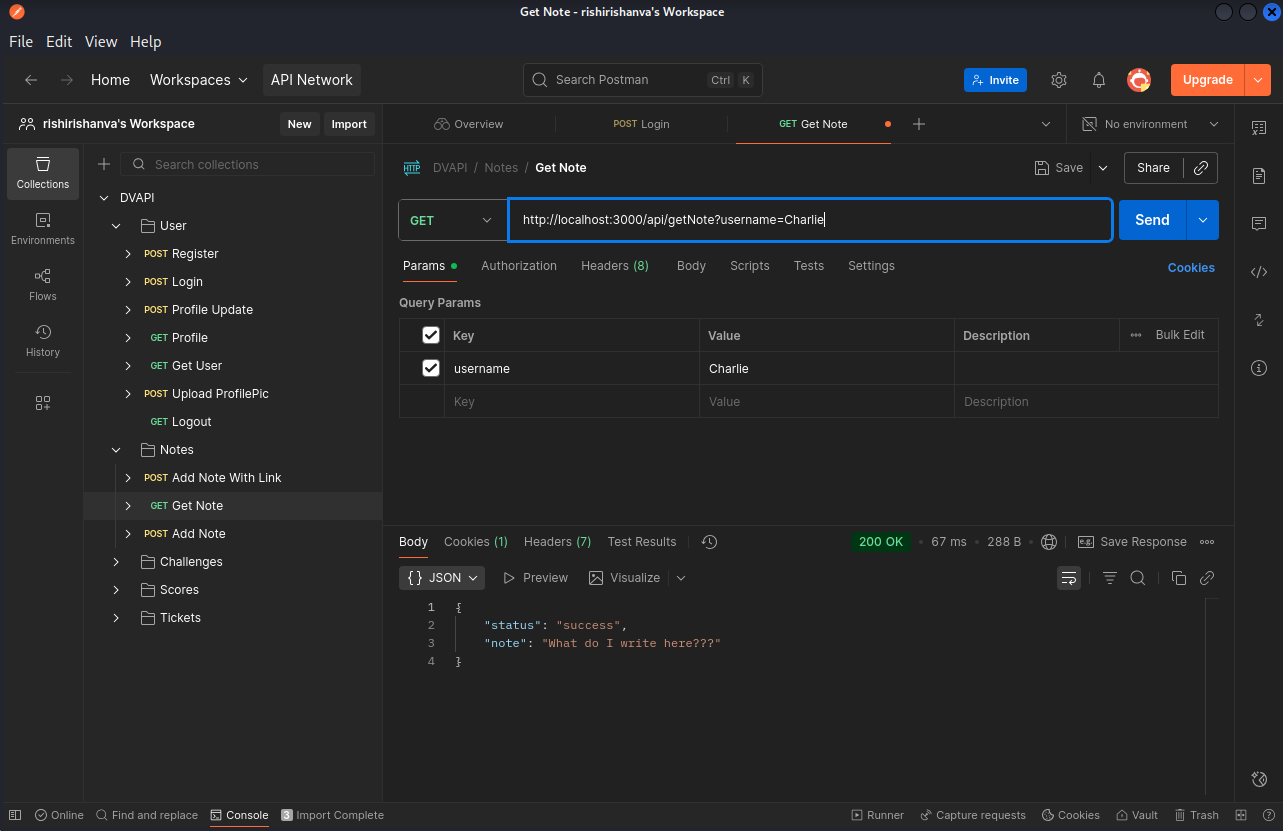 Get Note - rishirishanva's Workspace
File Edit View Help
Home Workspaces API Network Search Postman Ctrl K Invite Upgrade
rishirishanva's Workspace New Import Overview POST Login GET Get Note No environment
Collections
Environments
Flows
History
Search collections
DVAPI
User
POST Register
POST Login
POST Profile Update
GET Profile
GET Get User
POST Upload ProfilePic
GET Logout
Notes
POST Add Note With Link
GET Get Note
POST Add Note
Challenges
Scores
Tickets
HTTP DVAPI / Notes / Get Note Save Share
GET http://localhost:3000/api/getNote?username=Charlie Send
Params Authorization Headers (8) Body Scripts Tests Settings Cookies
Query Params
Key Value Description Bulk Edit
username Charlie
Key Value Description
Body Cookies (1) Headers (7) Test Results 200 OK 67 ms 288 B e.g. Save Response
{} JSON Preview Visualize
1 {
2 "status": "success",
3 "note": "What do I write here???"
4 }
Online Find and replace Console 3 Import Complete Runner Capture requests Cookies Vault Trash